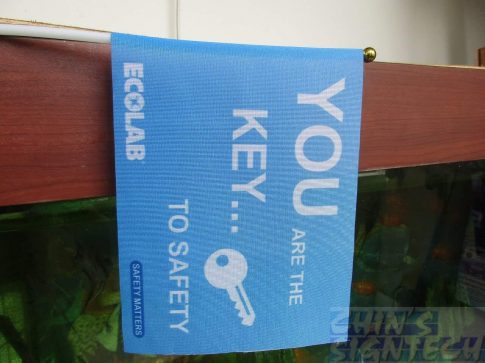 YOU ARE THE
KEY...
TO SAFETY
ECOLAB
SAFETY MATTERS
CHIN'S
SIGNTECH